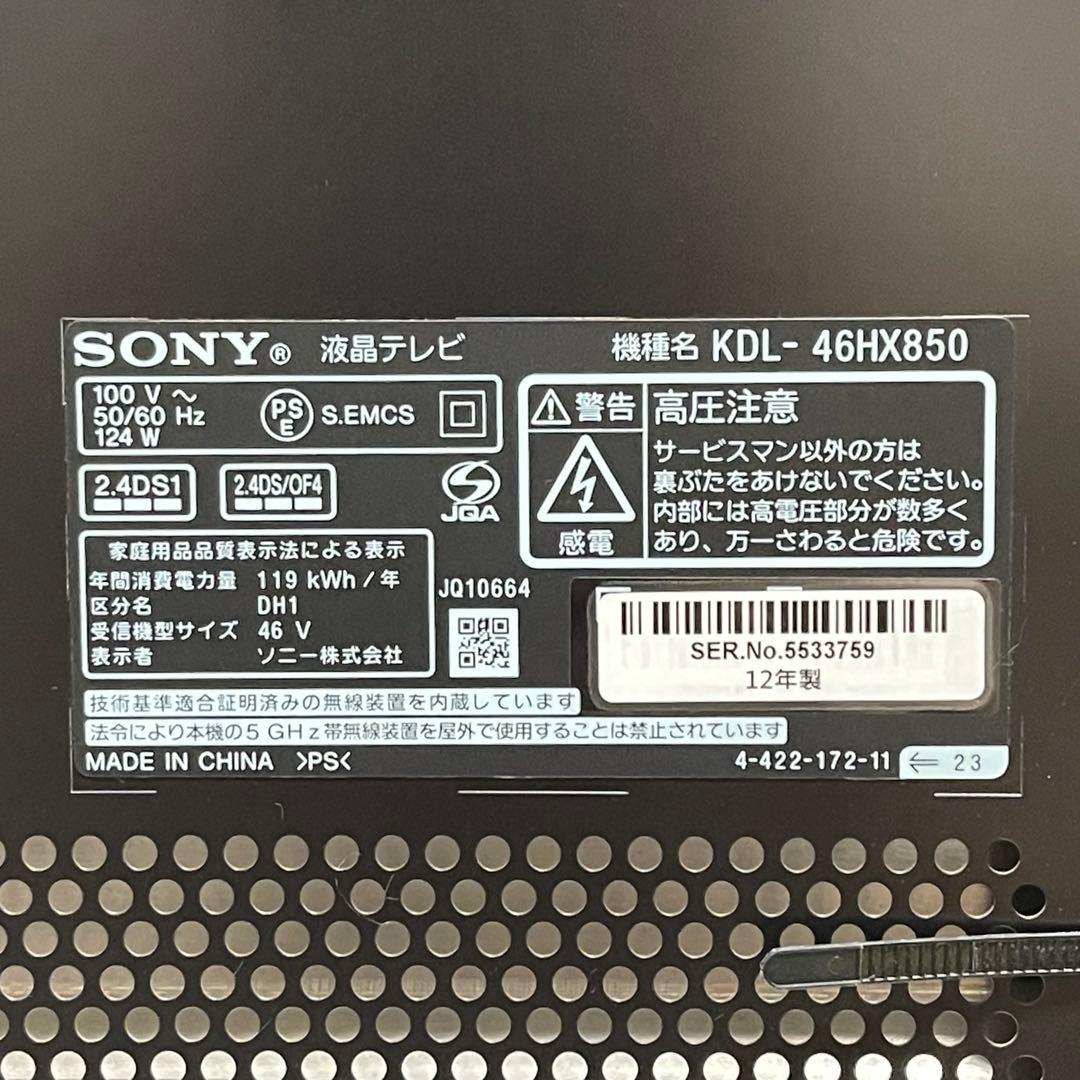 SONY® 液晶テレビ
機種名 KDL- 46HX850
100 V ～
50/60 Hz
124 W
PS
E
S.EMCS
2.4DS1
2.4DS/OF4
JQA
警告
感電
高圧注意
サービスマン以外の方は
裏ぶたをあけないでください。
内部には高電圧部分が数多く
あり、万一さわると危険です。
家庭用品品質表示法による表示
年間消費電力量 119 kWh / 年
区分名 DH1
受信機型サイズ 46 V
表示者 ソニー株式会社
JQ10664
SER.No.5533759
12年製
技術基準適合証明済みの無線装置を内蔵しています
法令により本機の5 GHz帯無線装置を屋外で使用することは禁止されています
MADE IN CHINA >PS<
4-422-172-11 ← 23